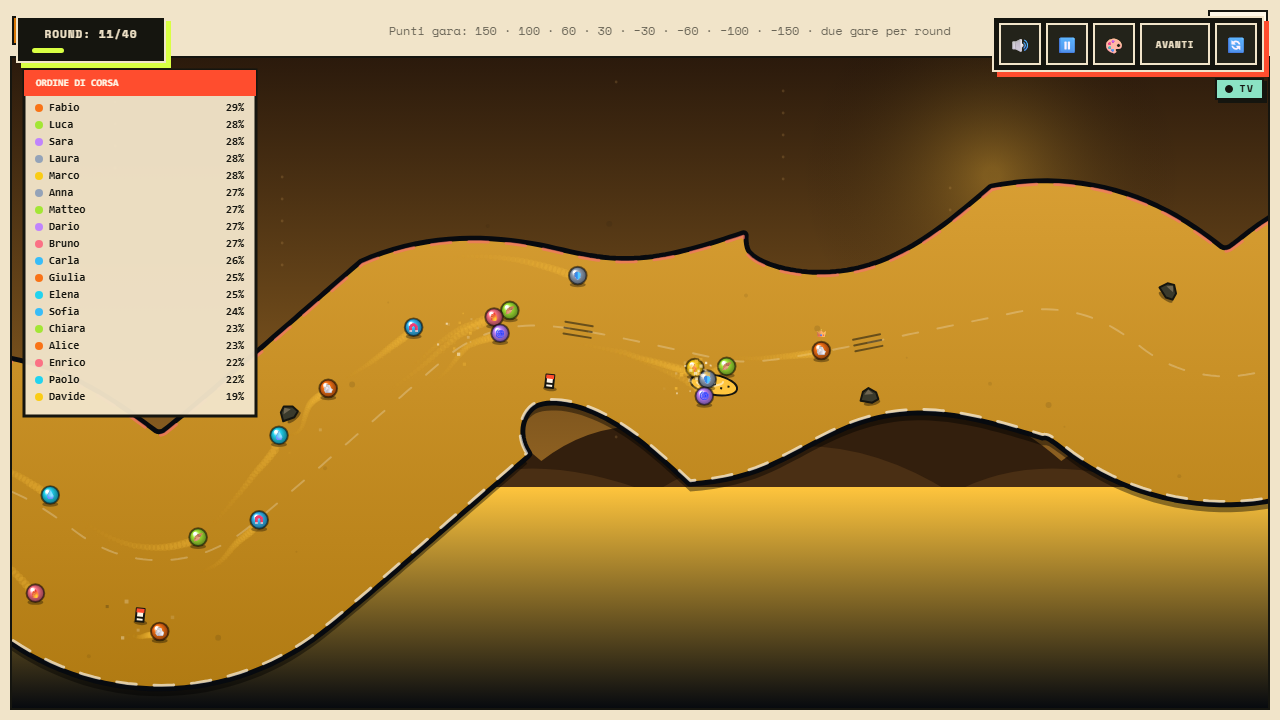 ROUND: 11/40
Punti gara: 150 · 100 · 60 · 30 · -30 · -60 · -100 · -150 · due gare per round
AVANTI
TV
ORDINE DI CORSA
Fabio 29%
Luca 28%
Sara 28%
Laura 28%
Marco 28%
Anna 27%
Matteo 27%
Dario 27%
Bruno 27%
Carla 26%
Giulia 25%
Elena 25%
Sofia 24%
Chiara 23%
Alice 23%
Enrico 22%
Paolo 22%
Davide 19%